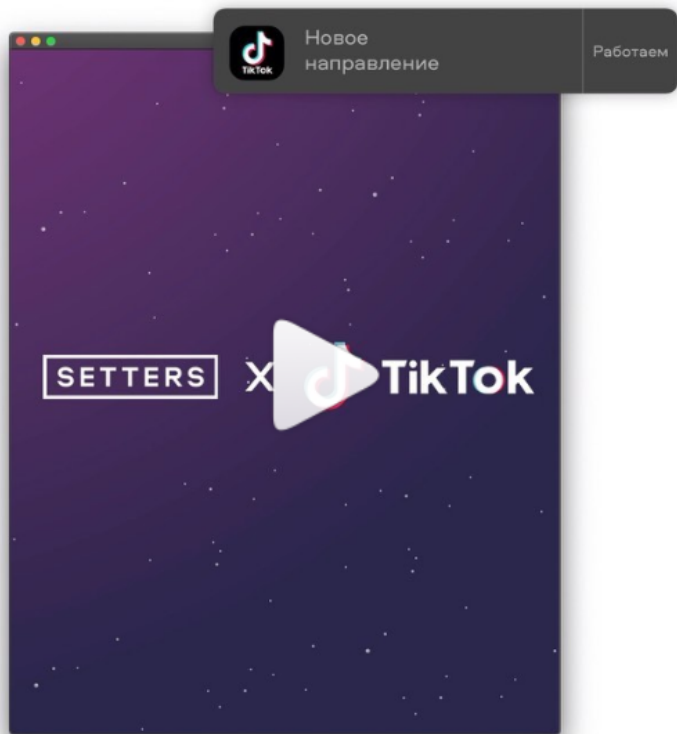 TikTok
Новое
направление
Работаем
SETTERS X TikTok